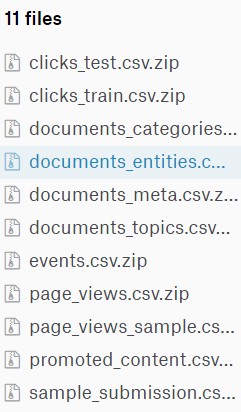 11 files
clicks_test.csv.zip
clicks_train.csv.zip
documents_categories...
documents_entities.c...
documents_meta.csv.z...
documents_topics.csv...
events.csv.zip
page_views.csv.zip
page_views_sample.cs...
promoted_content.csv...
sample_submission.cs...